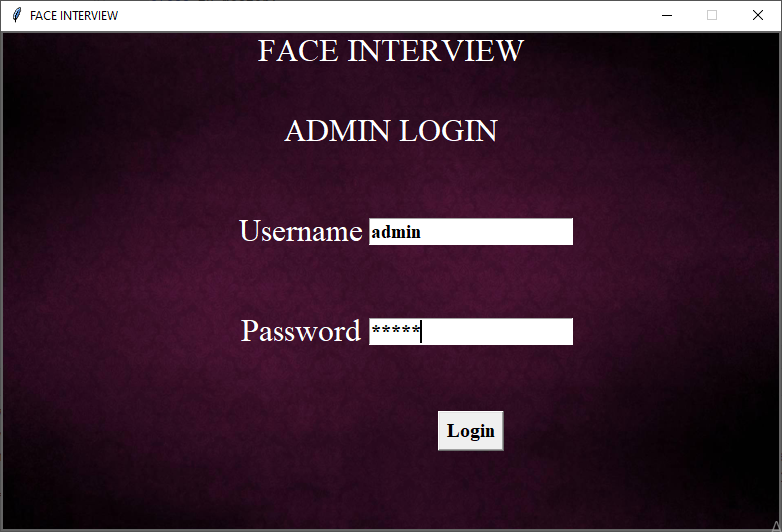 FACE INTERVIEW
FACE INTERVIEW
ADMIN LOGIN
Username admin
Password *****
Login